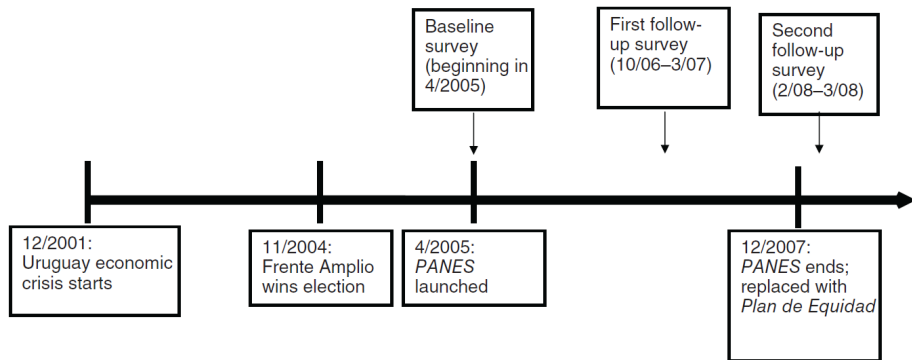 Baseline
survey
(beginning in
4/2005)
First follow-
up survey
(10/06–3/07)
Second
follow-up
survey
(2/08–3/08)
12/2001:
Uruguay economic
crisis starts
11/2004:
Frente Amplio
wins election
4/2005:
PANES
launched
12/2007:
PANES ends;
replaced with
Plan de Equidad